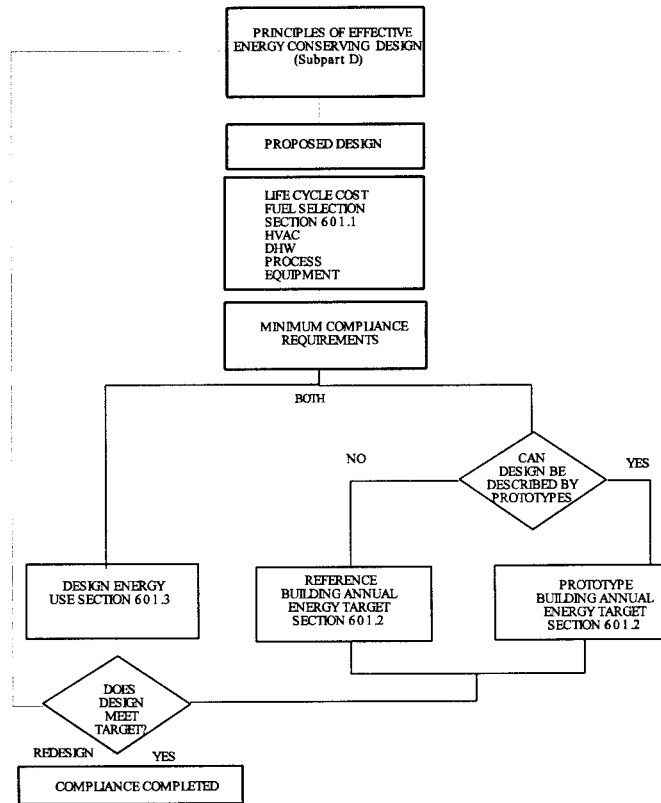 PRINCIPLES OF EFFECTIVE
ENERGY CONSERVING DESIGN
(Subpart D)
PROPOSED DESIGN
LIFE CYCLE COST
FUEL SELECTION
SECTION 601.1
HVAC
DHW
PROCESS
EQUIPMENT
MINIMUM COMPLIANCE
REQUIREMENTS
BOTH
CAN
DESIGN BE
DESCRIBED BY
PROTOTYPES
NO
YES
DESIGN ENERGY
USE SECTION 601.3
REFERENCE
BUILDING ANNUAL
ENERGY TARGET
SECTION 601.2
PROTOTYPE
BUILDING ANNUAL
ENERGY TARGET
SECTION 601.2
DOES
DESIGN
MEET
TARGET?
REDESIGN
YES
COMPLIANCE COMPLETED